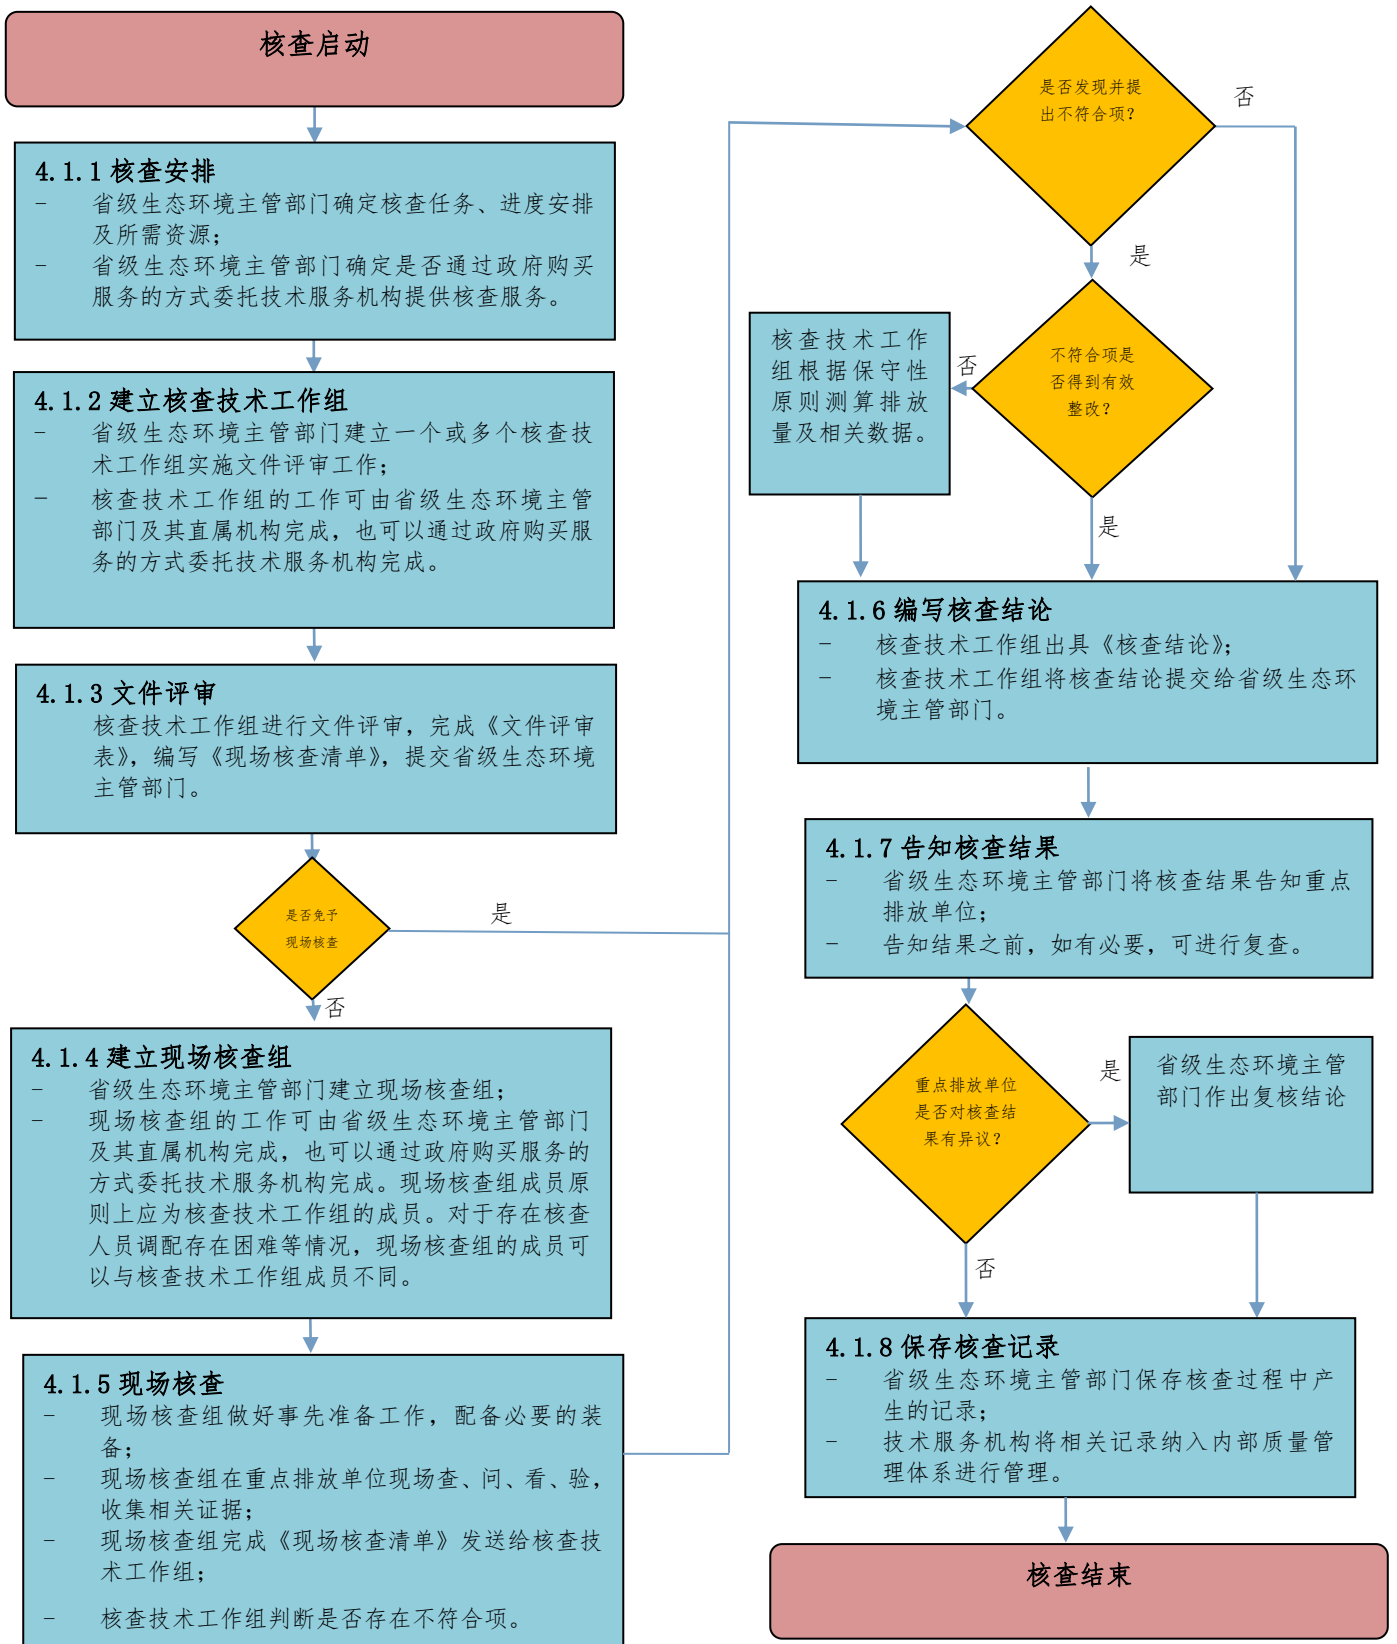 核查启动
4.1.1 核查安排
- 省级生态环境主管部门确定核查任务、进度安排
及所需资源；
- 省级生态环境主管部门确定是否通过政府购买
服务的方式委托技术服务机构提供核查服务。
4.1.2 建立核查技术工作组
- 省级生态环境主管部门建立一个或多个核查技
术工作组实施文件评审工作；
- 核查技术工作组的工作可由省级生态环境主管
部门及其直属机构完成，也可以通过政府购买服
务的方式委托技术服务机构完成。
4.1.3 文件评审
核查技术工作组进行文件评审，完成《文件评审
表》，编写《现场核查清单》，提交省级生态环境
主管部门。
是否免予
现场核查
是
否
4.1.4 建立现场核查组
- 省级生态环境主管部门建立现场核查组；
- 现场核查组的工作可由省级生态环境主管部门
及其直属机构完成，也可以通过政府购买服务的
方式委托技术服务机构完成。现场核查组成员原
则上应为核查技术工作组的成员。对于存在核查
人员调配存在困难等情况，现场核查组的成员可
以与核查技术工作组成员不同。
4.1.5 现场核查
- 现场核查组做好事先准备工作，配备必要的装
备；
- 现场核查组在重点排放单位现场查、问、看、验，
收集相关证据；
- 现场核查组完成《现场核查清单》发送给核查技
术工作组；
- 核查技术工作组判断是否存在不符合项。
是否发现并提
出不符合项？
否
是
不符合项是
否得到有效
整改？
否
核查技术工作
组根据保守性
原则测算排放
量及相关数据。
是
4.1.6 编写核查结论
- 核查技术工作组出具《核查结论》；
- 核查技术工作组将核查结论提交给省级生态环
境主管部门。
4.1.7 告知核查结果
- 省级生态环境主管部门将核查结果告知重点
排放单位；
- 告知结果之前，如有必要，可进行复查。
重点排放单位
是否对核查结
果有异议？
是
省级生态环境主管
部门作出复核结论
否
4.1.8 保存核查记录
- 省级生态环境主管部门保存核查过程中产
生的记录；
- 技术服务机构将相关记录纳入内部质量管
理体系进行管理。
核查结束